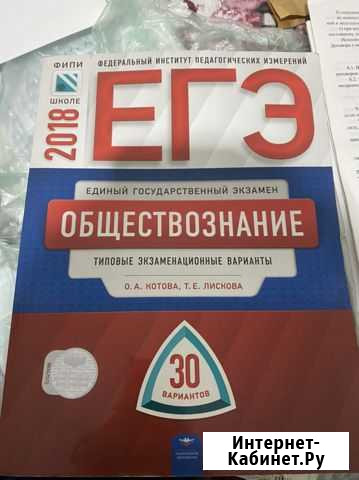 ФИПИ
ШКОЛЕ
2018
ФЕДЕРАЛЬНЫЙ ИНСТИТУТ ПЕДАГОГИЧЕСКИХ ИЗМЕРЕНИЙ
ЕГЭ
ЕДИНЫЙ ГОСУДАРСТВЕННЫЙ ЭКЗАМЕН
ОБЩЕСТВОЗНАНИЕ
ТИПОВЫЕ ЭКЗАМЕНАЦИОННЫЕ ВАРИАНТЫ
О. А. КОТОВА, Т. Е. ЛИСКОВА
30
ВАРИАНТОВ
Интернет-
Кабинет.Ру